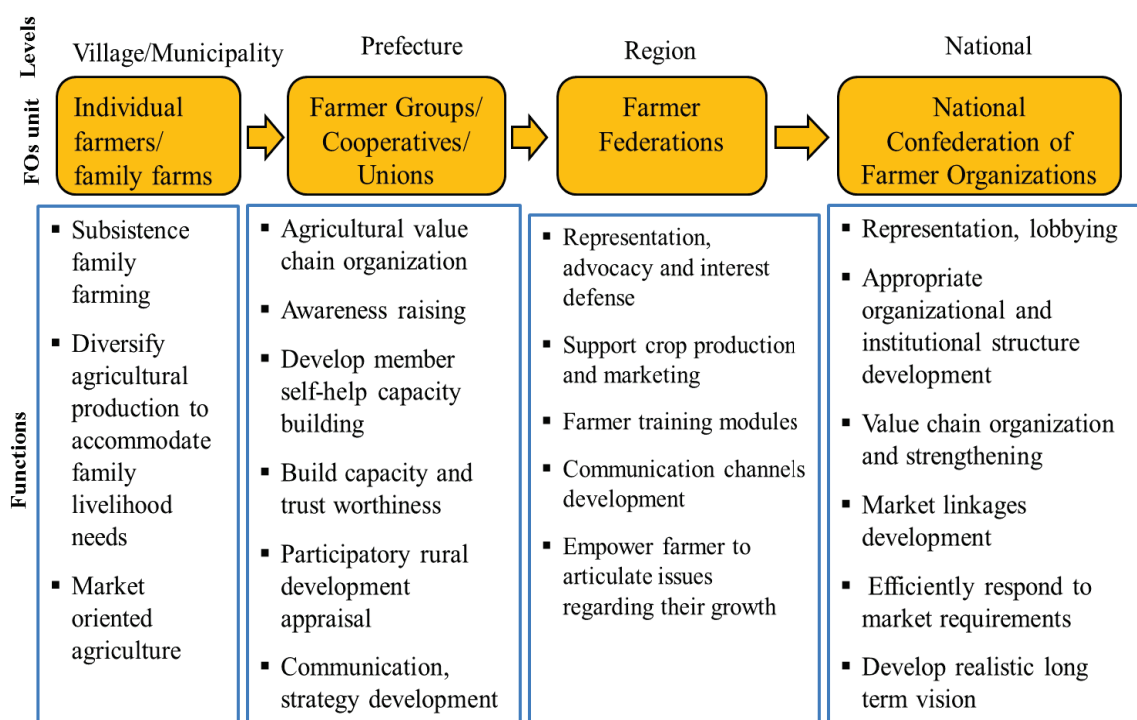 Levels
Village/Municipality
Prefecture
Region
National
FOs unit
Individual
farmers/
family farms
Farmer Groups/
Cooperatives/
Unions
Farmer
Federations
National
Confederation of
Farmer Organizations
Functions
▪ Subsistence
family
farming
▪ Diversify
agricultural
production to
accommodate
family
livelihood
needs
▪ Market
oriented
agriculture
▪ Agricultural value
chain organization
▪ Awareness raising
▪ Develop member
self-help capacity
building
▪ Build capacity and
trust worthiness
▪ Participatory rural
development
appraisal
▪ Communication,
strategy development
▪ Representation,
advocacy and interest
defense
▪ Support crop production
and marketing
▪ Farmer training modules
▪ Communication channels
development
▪ Empower farmer to
articulate issues
regarding their growth
▪ Representation, lobbying
▪ Appropriate
organizational and
institutional structure
development
▪ Value chain organization
and strengthening
▪ Market linkages
development
▪ Efficiently respond to
market requirements
▪ Develop realistic long
term vision